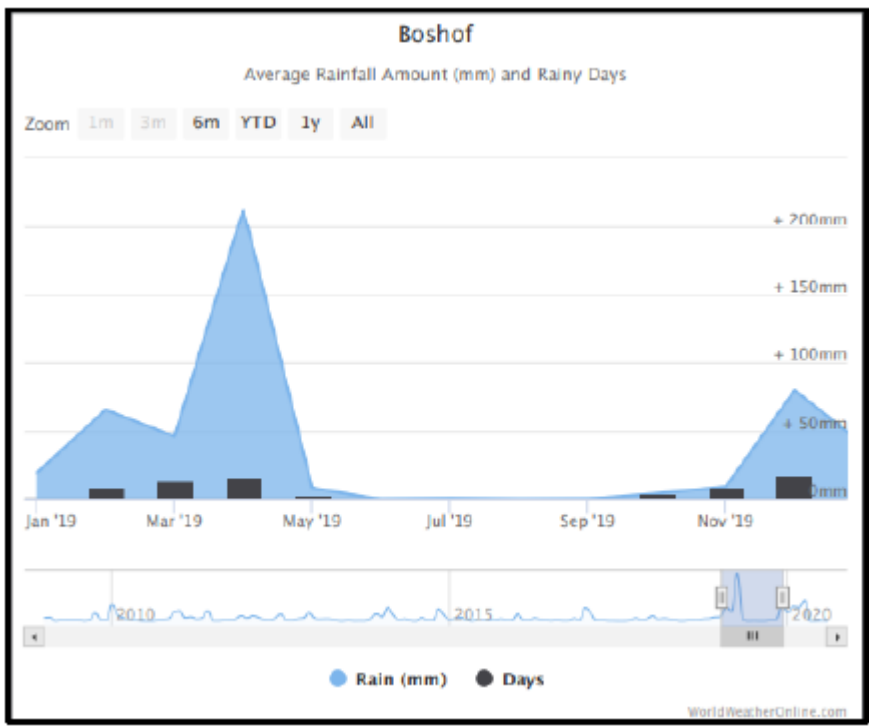 Boshof
Average Rainfall Amount (mm) and Rainy Days
Zoom 1m 3m 6m YTD 1y All
+ 200mm
+ 150mm
+ 100mm
+ 50mm
0mm
Jan '19 Mar '19 May '19 Jul '19 Sep '19 Nov '19
2010 2015 2020
Rain (mm) Days
WorldWeatherOnline.com